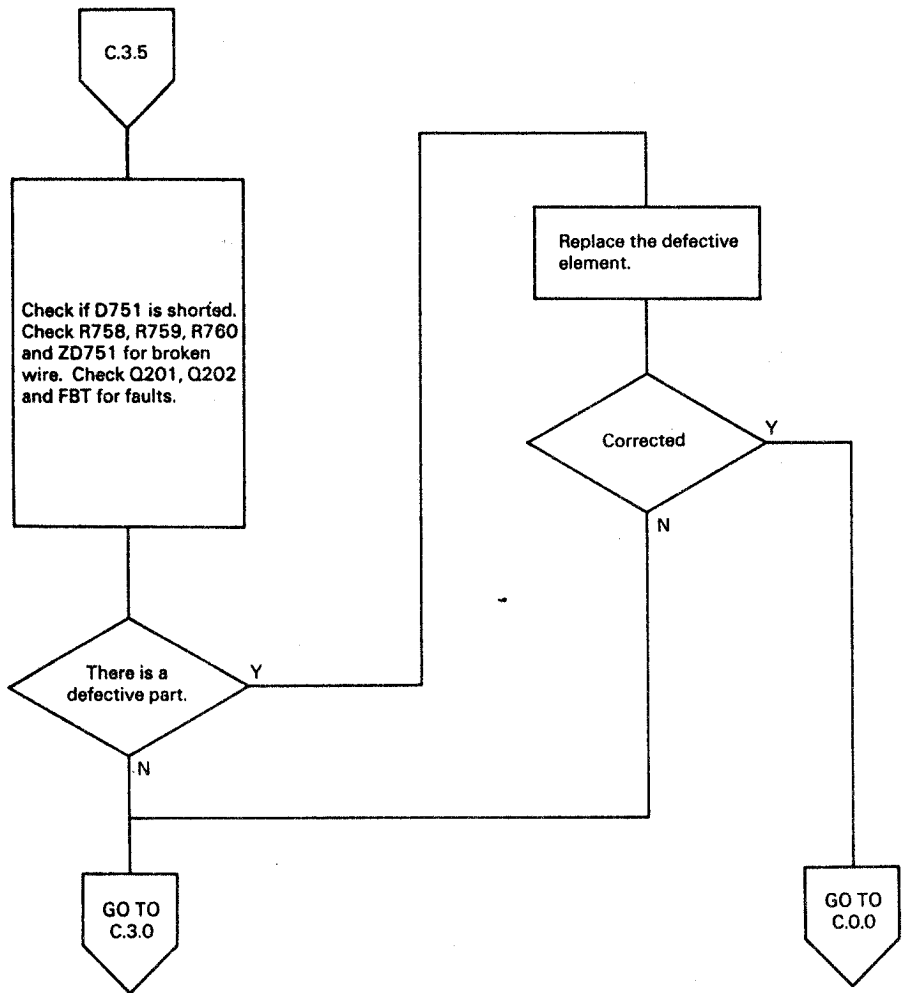 C.3.5
Check if D751 is shorted.
Check R758, R759, R760
and ZD751 for broken
wire. Check Q201, Q202
and FBT for faults.
There is a
defective part.
Y
N
Replace the defective
element.
Corrected
Y
N
GO TO
C.3.0
GO TO
C.0.0